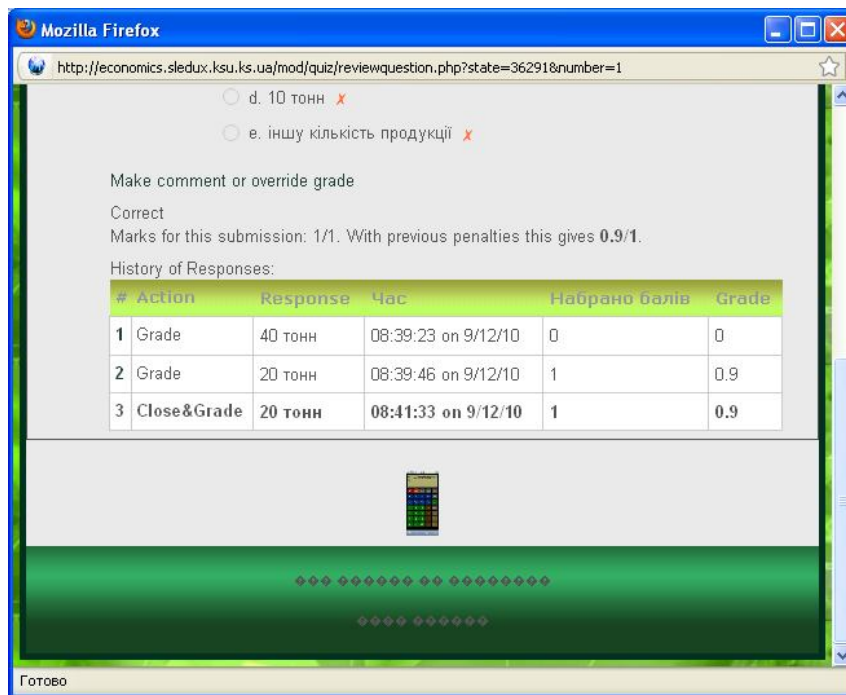 Mozilla Firefox
http://economics.sledux.ksu.ks.ua/mod/quiz/reviewquestion.php?state=36291&number=1
d. 10 тонн ✗
e. іншу кількість продукції ✗
Make comment or override grade
Correct
Marks for this submission: 1/1. With previous penalties this gives 0.9/1.
History of Responses:
# Action Response Час Набрано балів Grade
1 Grade 40 тонн 08:39:23 on 9/12/10 0 0
2 Grade 20 тонн 08:39:46 on 9/12/10 1 0.9
3 Close&Grade 20 тонн 08:41:33 on 9/12/10 1 0.9
��� ������ �� ���������
���� ������
Готово